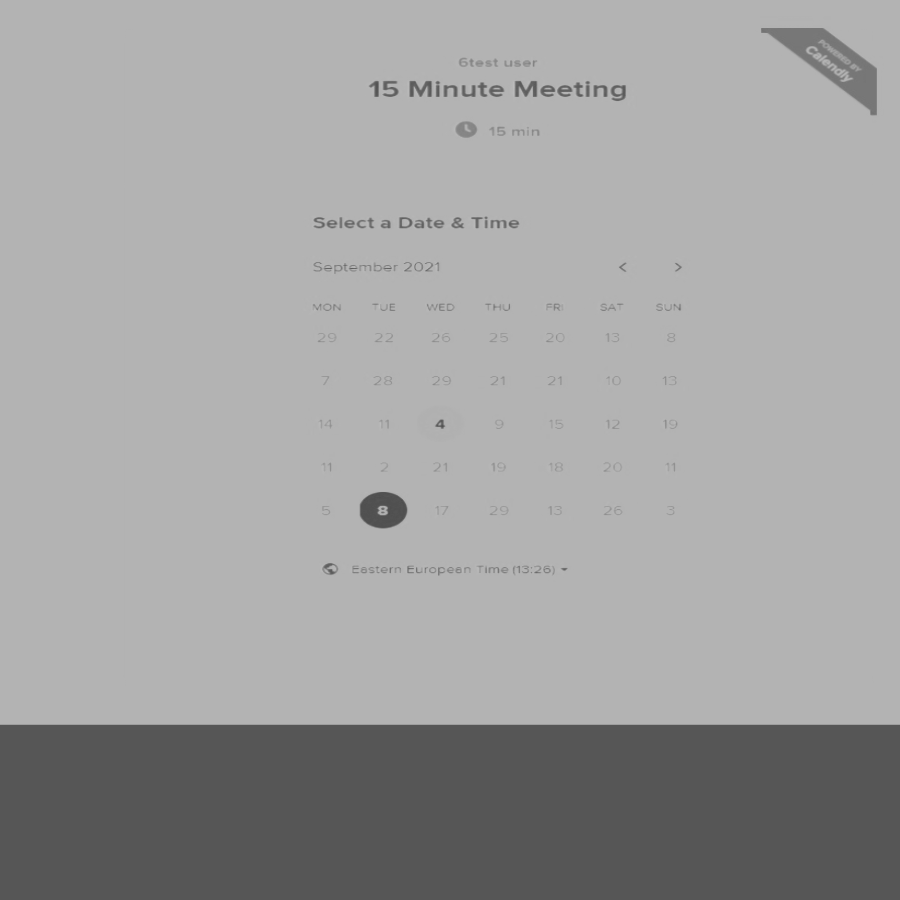 6test user
15 Minute Meeting
15 min
POWERED BY
Calendly
Select a Date & Time
September 2021 < >
MON TUE WED THU FRI SAT SUN
29 22 26 25 20 13 8
7 28 29 21 21 10 13
14 11 4 9 15 12 19
11 2 21 19 18 20 11
5 8 17 29 13 26 3
Eastern European Time (13:26)